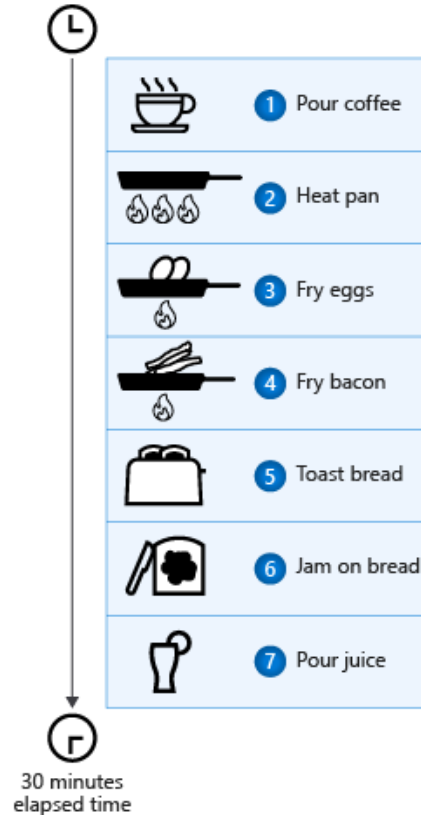 1 Pour coffee
2 Heat pan
3 Fry eggs
4 Fry bacon
5 Toast bread
6 Jam on bread
7 Pour juice
30 minutes
elapsed time